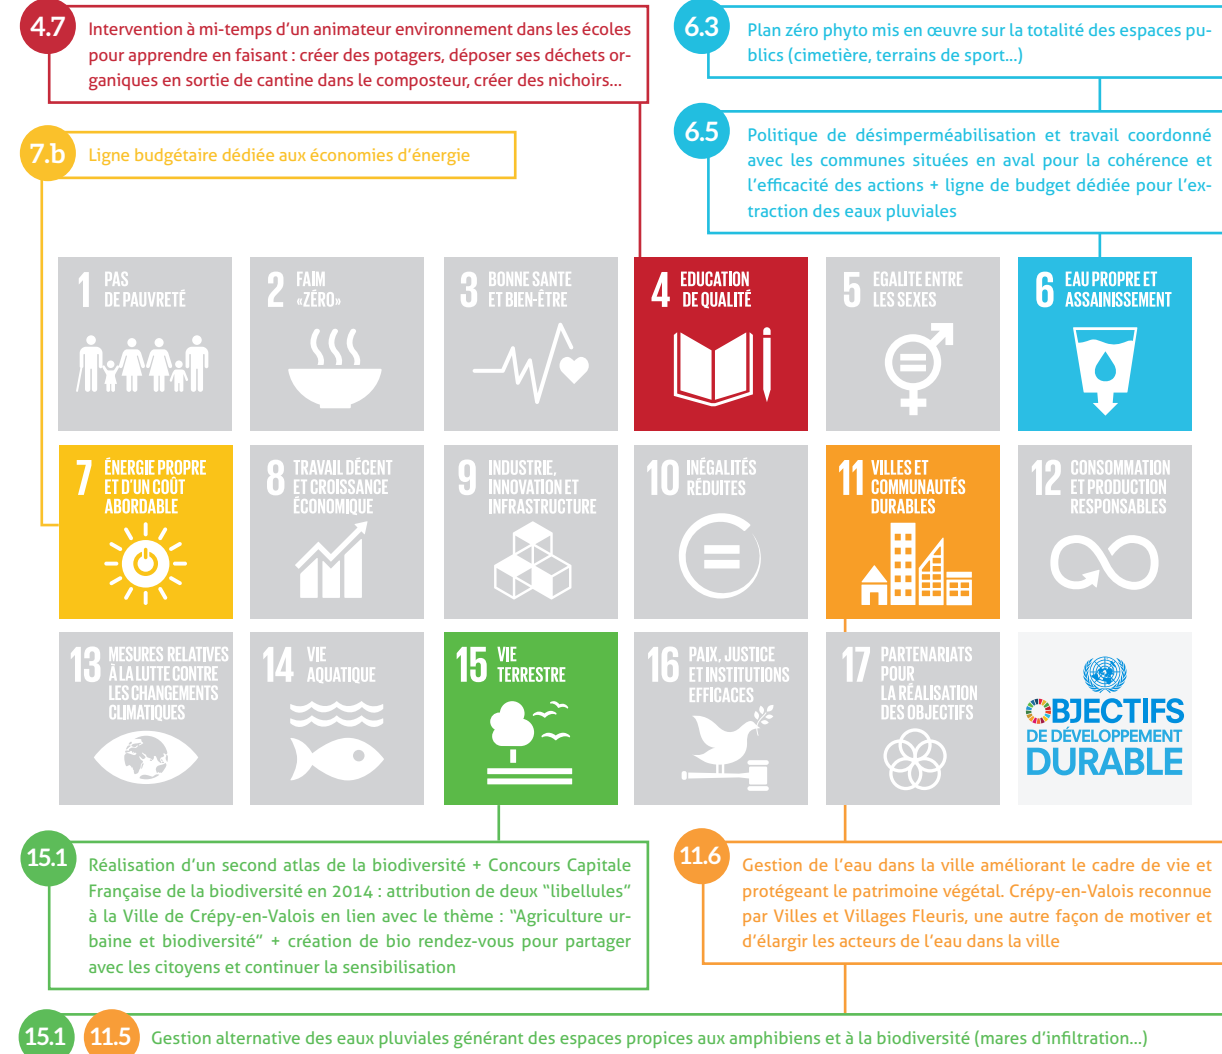 4.7
Intervention à mi-temps d'un animateur environnement dans les écoles
pour apprendre en faisant : créer des potagers, déposer ses déchets or-
ganiques en sortie de cantine dans le composteur, créer des nichoirs...
6.3
Plan zéro phyto mis en œuvre sur la totalité des espaces pu-
blics (cimetière, terrains de sport...)
7.b
Ligne budgétaire dédiée aux économies d'énergie
6.5
Politique de désimperméabilisation et travail coordonné
avec les communes situées en aval pour la cohérence et
l'efficacité des actions + ligne de budget dédiée pour l'ex-
traction des eaux pluviales
1 PAS
DE PAUVRETÉ
2 FAIM
«ZÉRO»
3 BONNE SANTE
ET BIEN-ÊTRE
4 EDUCATION
DE QUALITÉ
5 EGALITE ENTRE
LES SEXES
6 EAU PROPRE ET
ASSAINISSEMENT
7 ÉNERGIE PROPRE
ET D'UN COÛT
ABORDABLE
8 TRAVAIL DÉCENT
ET CROISSANCE
ÉCONOMIQUE
9 INDUSTRIE,
INNOVATION ET
INFRASTRUCTURE
10 INÉGALITÉS
RÉDUITES
11 VILLES ET
COMMUNAUTÉS
DURABLES
12 CONSOMMATION
ET PRODUCTION
RESPONSABLES
13 MESURES RELATIVES
À LA LUTTE CONTRE
LES CHANGEMENTS
CLIMATIQUES
14 VIE
AQUATIQUE
15 VIE
TERRESTRE
16 PAIX, JUSTICE
ET INSTITUTIONS
EFFICACES
17 PARTENARIATS
POUR
LA RÉALISATION
DES OBJECTIFS
OBJECTIFS
DE DÉVELOPPEMENT
DURABLE
15.1
Réalisation d'un second atlas de la biodiversité + Concours Capitale
Française de la biodiversité en 2014 : attribution de deux "libellules"
à la Ville de Crépy-en-Valois en lien avec le thème : "Agriculture ur-
baine et biodiversité" + création de bio rendez-vous pour partager
avec les citoyens et continuer la sensibilisation
11.6
Gestion de l'eau dans la ville améliorant le cadre de vie et
protégeant le patrimoine végétal. Crépy-en-Valois reconnue
par Villes et Villages Fleuris, une autre façon de motiver et
d'élargir les acteurs de l'eau dans la ville
15.1 11.5 Gestion alternative des eaux pluviales générant des espaces propices aux amphibiens et à la biodiversité (mares d'infiltration...)